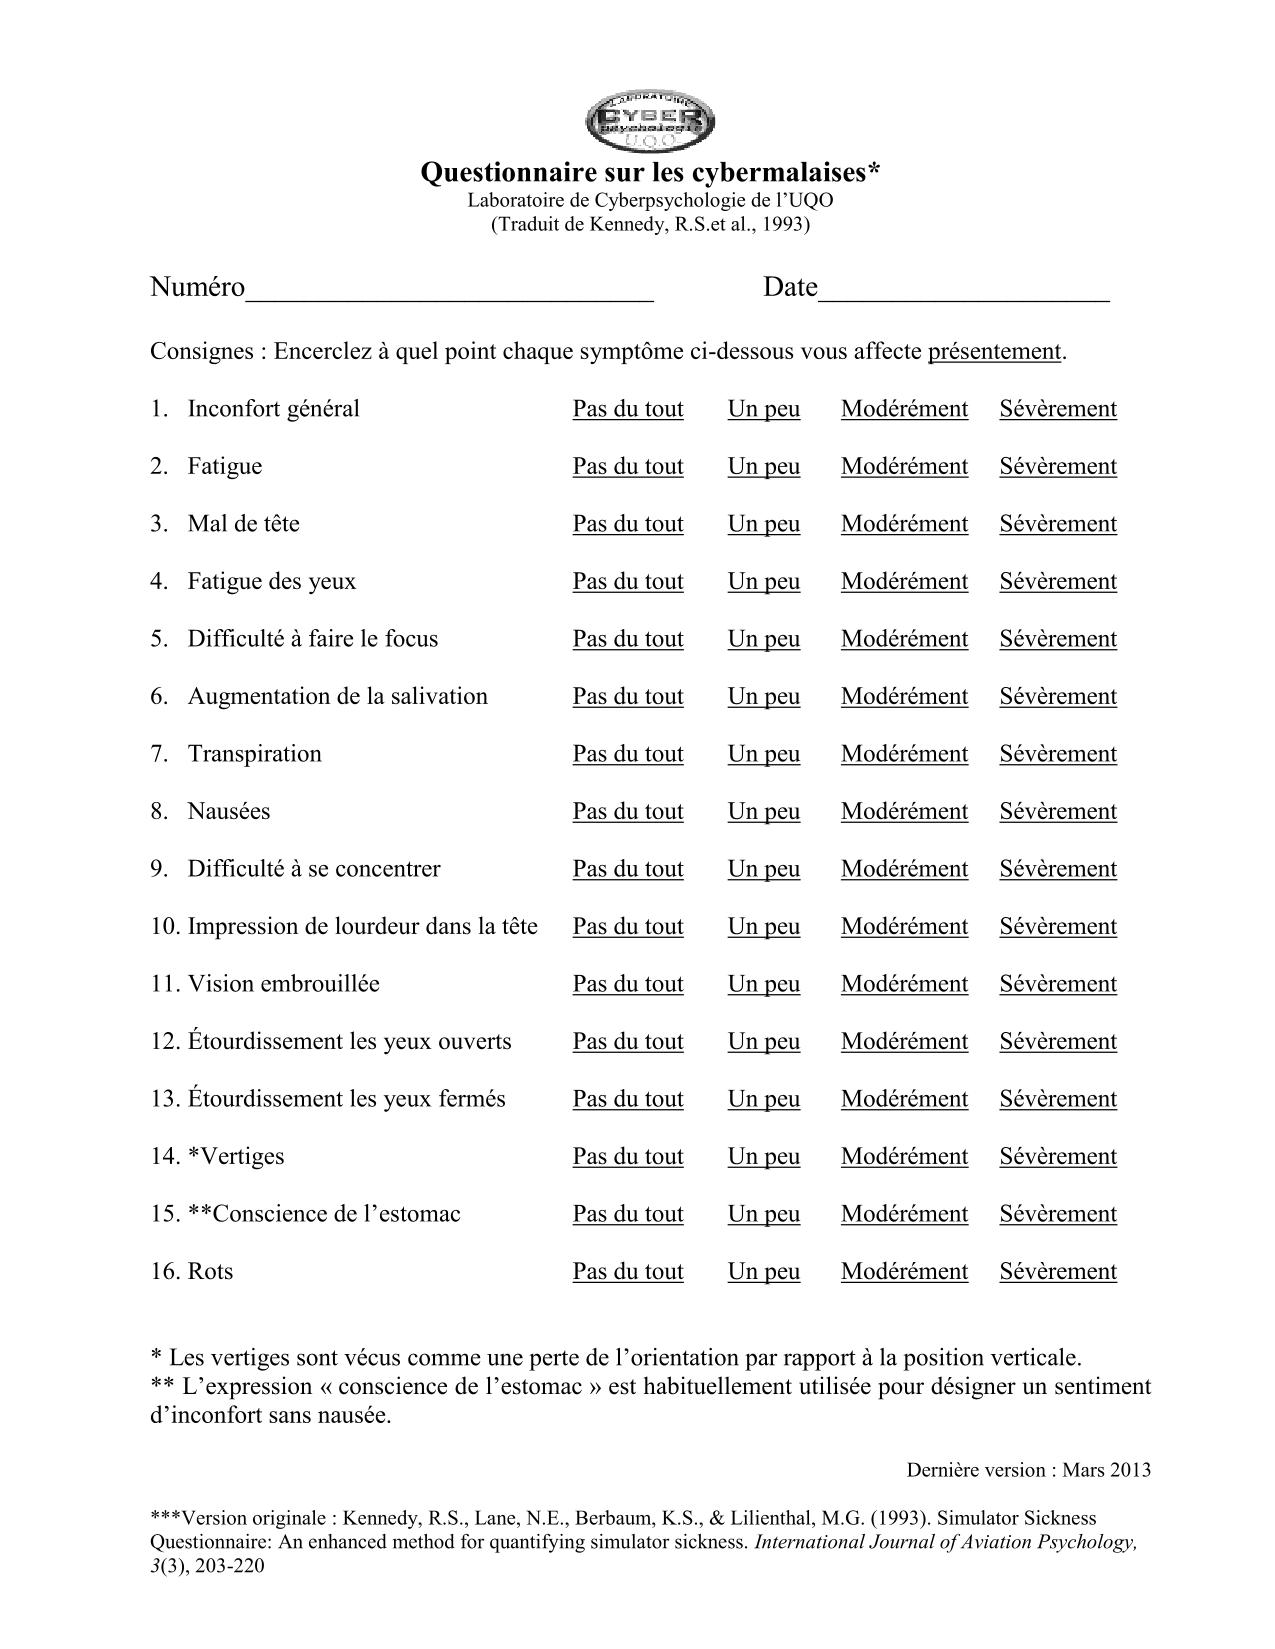 LABORATOIRE
CYBER
psychologie
U.Q.O
Questionnaire sur les cybermalaises*
Laboratoire de Cyberpsychologie de l’UQO
(Traduit de Kennedy, R.S.et al., 1993)
Numéro____________________________ Date____________________
Consignes : Encerclez à quel point chaque symptôme ci-dessous vous affecte présentement.
1. Inconfort général Pas du tout Un peu Modérément Sévèrement
2. Fatigue Pas du tout Un peu Modérément Sévèrement
3. Mal de tête Pas du tout Un peu Modérément Sévèrement
4. Fatigue des yeux Pas du tout Un peu Modérément Sévèrement
5. Difficulté à faire le focus Pas du tout Un peu Modérément Sévèrement
6. Augmentation de la salivation Pas du tout Un peu Modérément Sévèrement
7. Transpiration Pas du tout Un peu Modérément Sévèrement
8. Nausées Pas du tout Un peu Modérément Sévèrement
9. Difficulté à se concentrer Pas du tout Un peu Modérément Sévèrement
10. Impression de lourdeur dans la tête Pas du tout Un peu Modérément Sévèrement
11. Vision embrouillée Pas du tout Un peu Modérément Sévèrement
12. Étourdissement les yeux ouverts Pas du tout Un peu Modérément Sévèrement
13. Étourdissement les yeux fermés Pas du tout Un peu Modérément Sévèrement
14. *Vertiges Pas du tout Un peu Modérément Sévèrement
15. **Conscience de l’estomac Pas du tout Un peu Modérément Sévèrement
16. Rots Pas du tout Un peu Modérément Sévèrement
* Les vertiges sont vécus comme une perte de l’orientation par rapport à la position verticale.
** L’expression « conscience de l’estomac » est habituellement utilisée pour désigner un sentiment
d’inconfort sans nausée.
Dernière version : Mars 2013
***Version originale : Kennedy, R.S., Lane, N.E., Berbaum, K.S., & Lilienthal, M.G. (1993). Simulator Sickness
Questionnaire: An enhanced method for quantifying simulator sickness. International Journal of Aviation Psychology,
3(3), 203-220